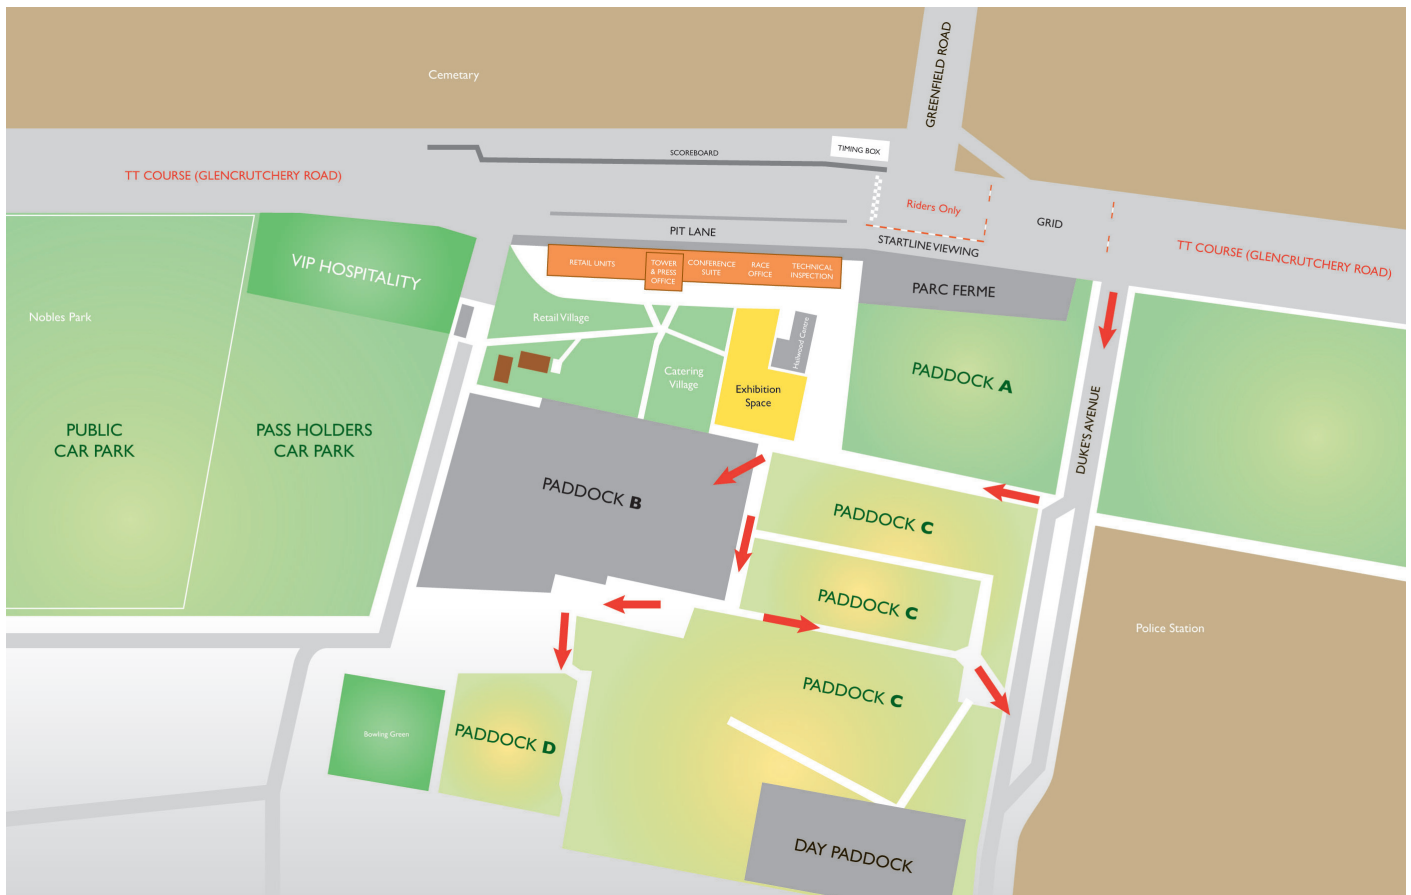 GREENFIELD ROAD
Cemetary
SCOREBOARD
TIMING BOX
TT COURSE (GLENCRUTCHERY ROAD)
Riders Only
GRID
PIT LANE
STARTLINE VIEWING
TT COURSE (GLENCRUTCHERY ROAD)
VIP HOSPITALITY
RETAIL UNITS
TOWER
& PRESS
OFFICE
CONFERENCE
SUITE
RACE
OFFICE
TECHNICAL
INSPECTION
PARC FERME
Nobles Park
Retail Village
Hailwood Centre
Catering
Village
Exhibition
Space
PADDOCK A
DUKE'S AVENUE
PUBLIC
CAR PARK
PASS HOLDERS
CAR PARK
PADDOCK B
PADDOCK C
PADDOCK C
Police Station
PADDOCK C
Bowling Green
PADDOCK D
DAY PADDOCK